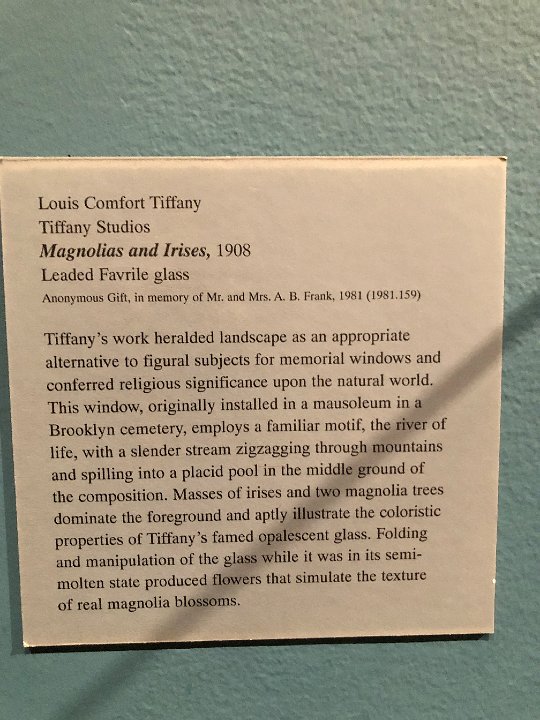 Louis Comfort Tiffany
Tiffany Studios
Magnolias and Irises, 1908
Leaded Favrile glass
Anonymous Gift, in memory of Mr. and Mrs. A. B. Frank, 1981 (1981.159)
Tiffany's work heralded landscape as an appropriate
alternative to figural subjects for memorial windows and
conferred religious significance upon the natural world.
This window, originally installed in a mausoleum in a
Brooklyn cemetery, employs a familiar motif, the river of
life, with a slender stream zigzagging through mountains
and spilling into a placid pool in the middle ground of
the composition. Masses of irises and two magnolia trees
dominate the foreground and aptly illustrate the coloristic
properties of Tiffany's famed opalescent glass. Folding
and manipulation of the glass while it was in its semi-
molten state produced flowers that simulate the texture
of real magnolia blossoms.